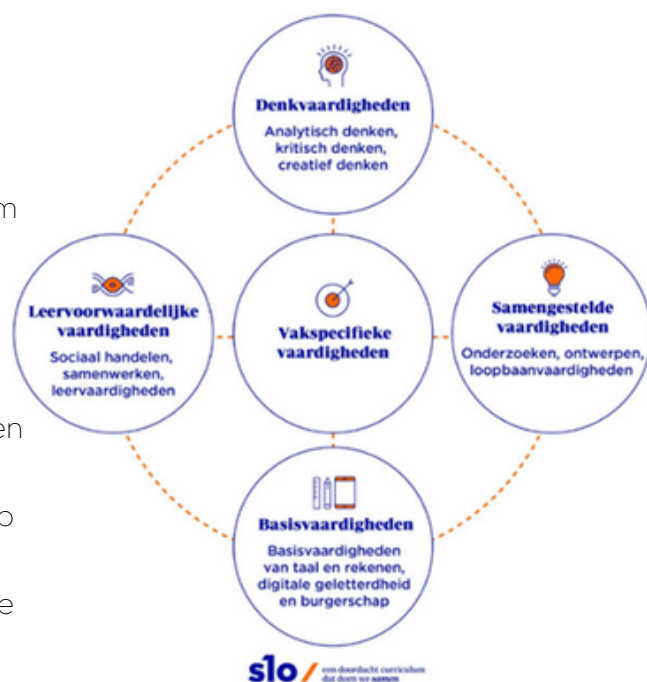 Denkvaardigheden
Analytisch denken,
kritisch denken,
creatief denken
m
Leervoorwaardelijke
vaardigheden
Sociaal handelen,
samenwerken,
leervaardigheden
Vakspecifieke
vaardigheden
Samengestelde
vaardigheden
Onderzoeken, ontwerpen,
loopbaanvaardigheden
en
o
e
Basisvaardigheden
Basisvaardigheden
van taal en rekenen,
digitale geletterdheid
en burgerschap
slo
een doordacht curriculum
dat doen we samen